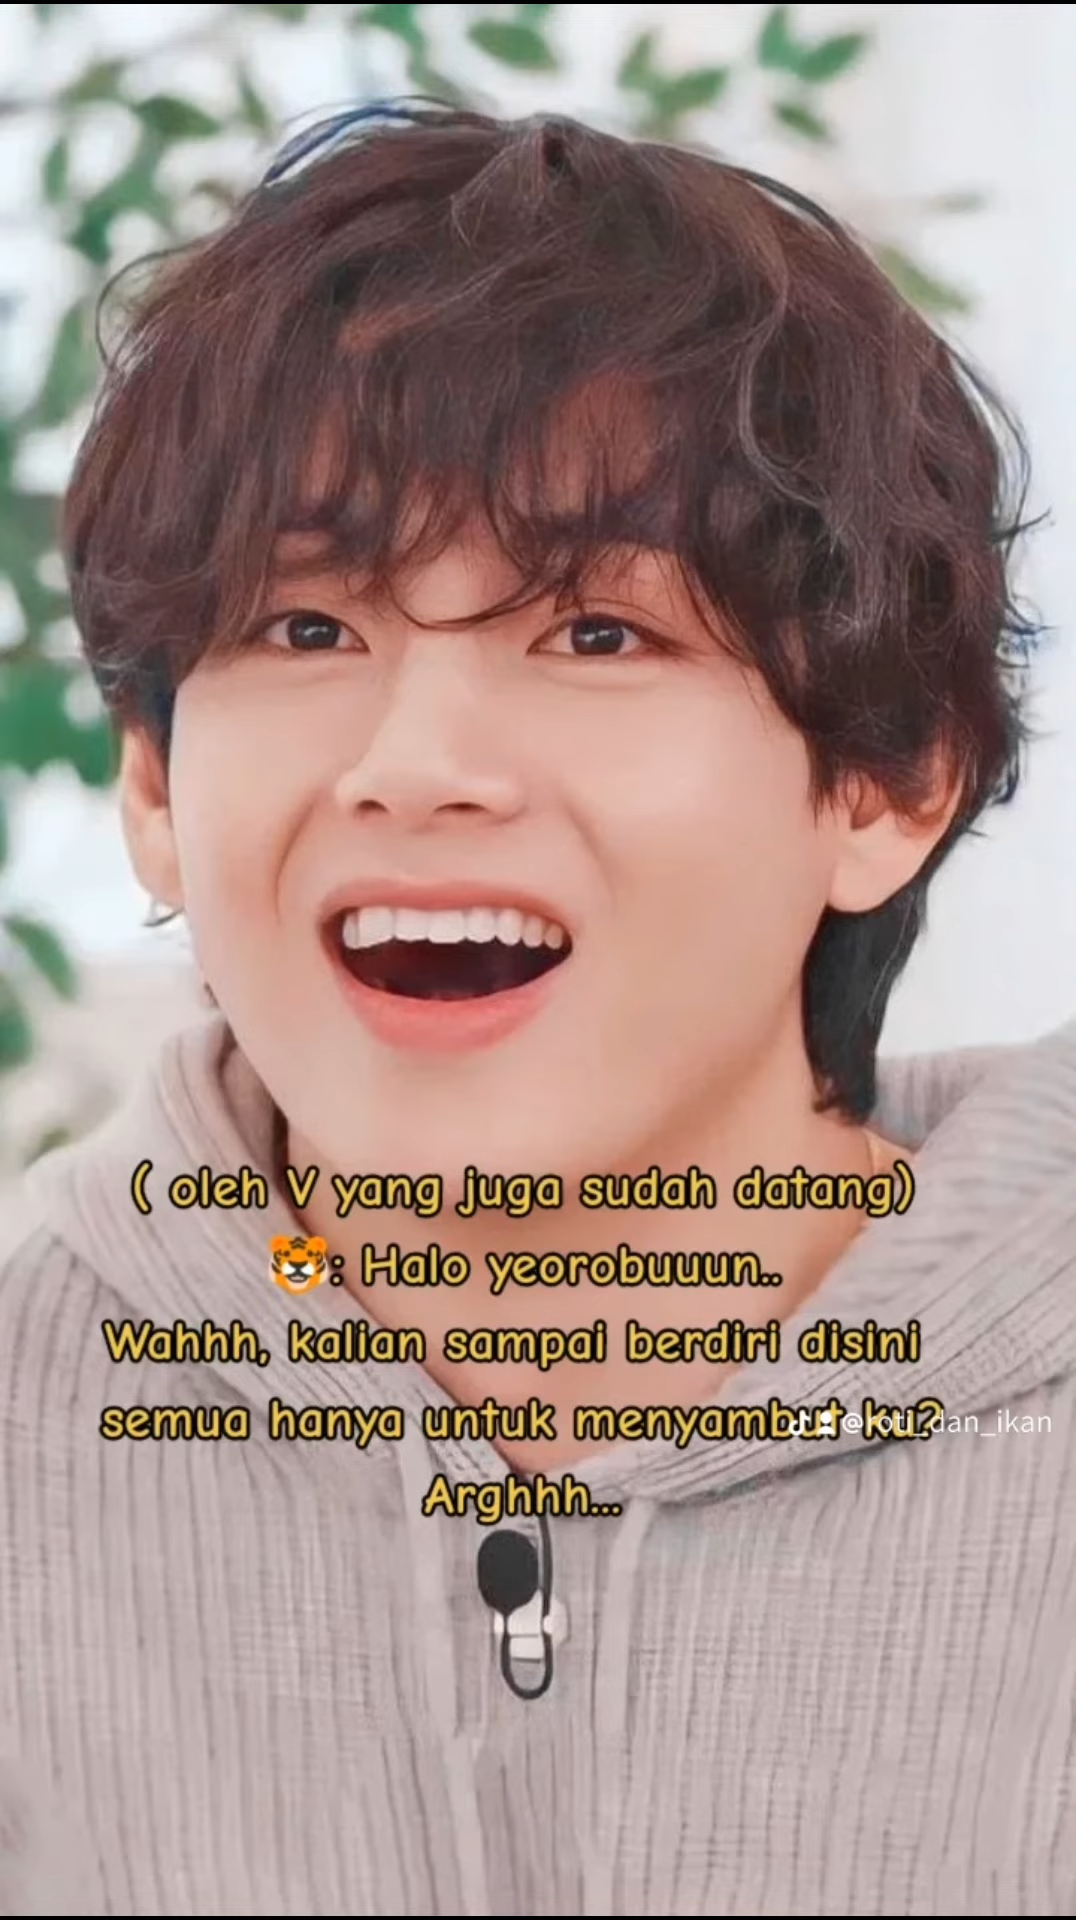 ( oleh V yang juga sudah datang)
🐯: Halo yeorobuuun..
Wahhh, kalian sampai berdiri disini
semua hanya untuk menyambut ku?
@roti_dan_ikan
Arghhh...